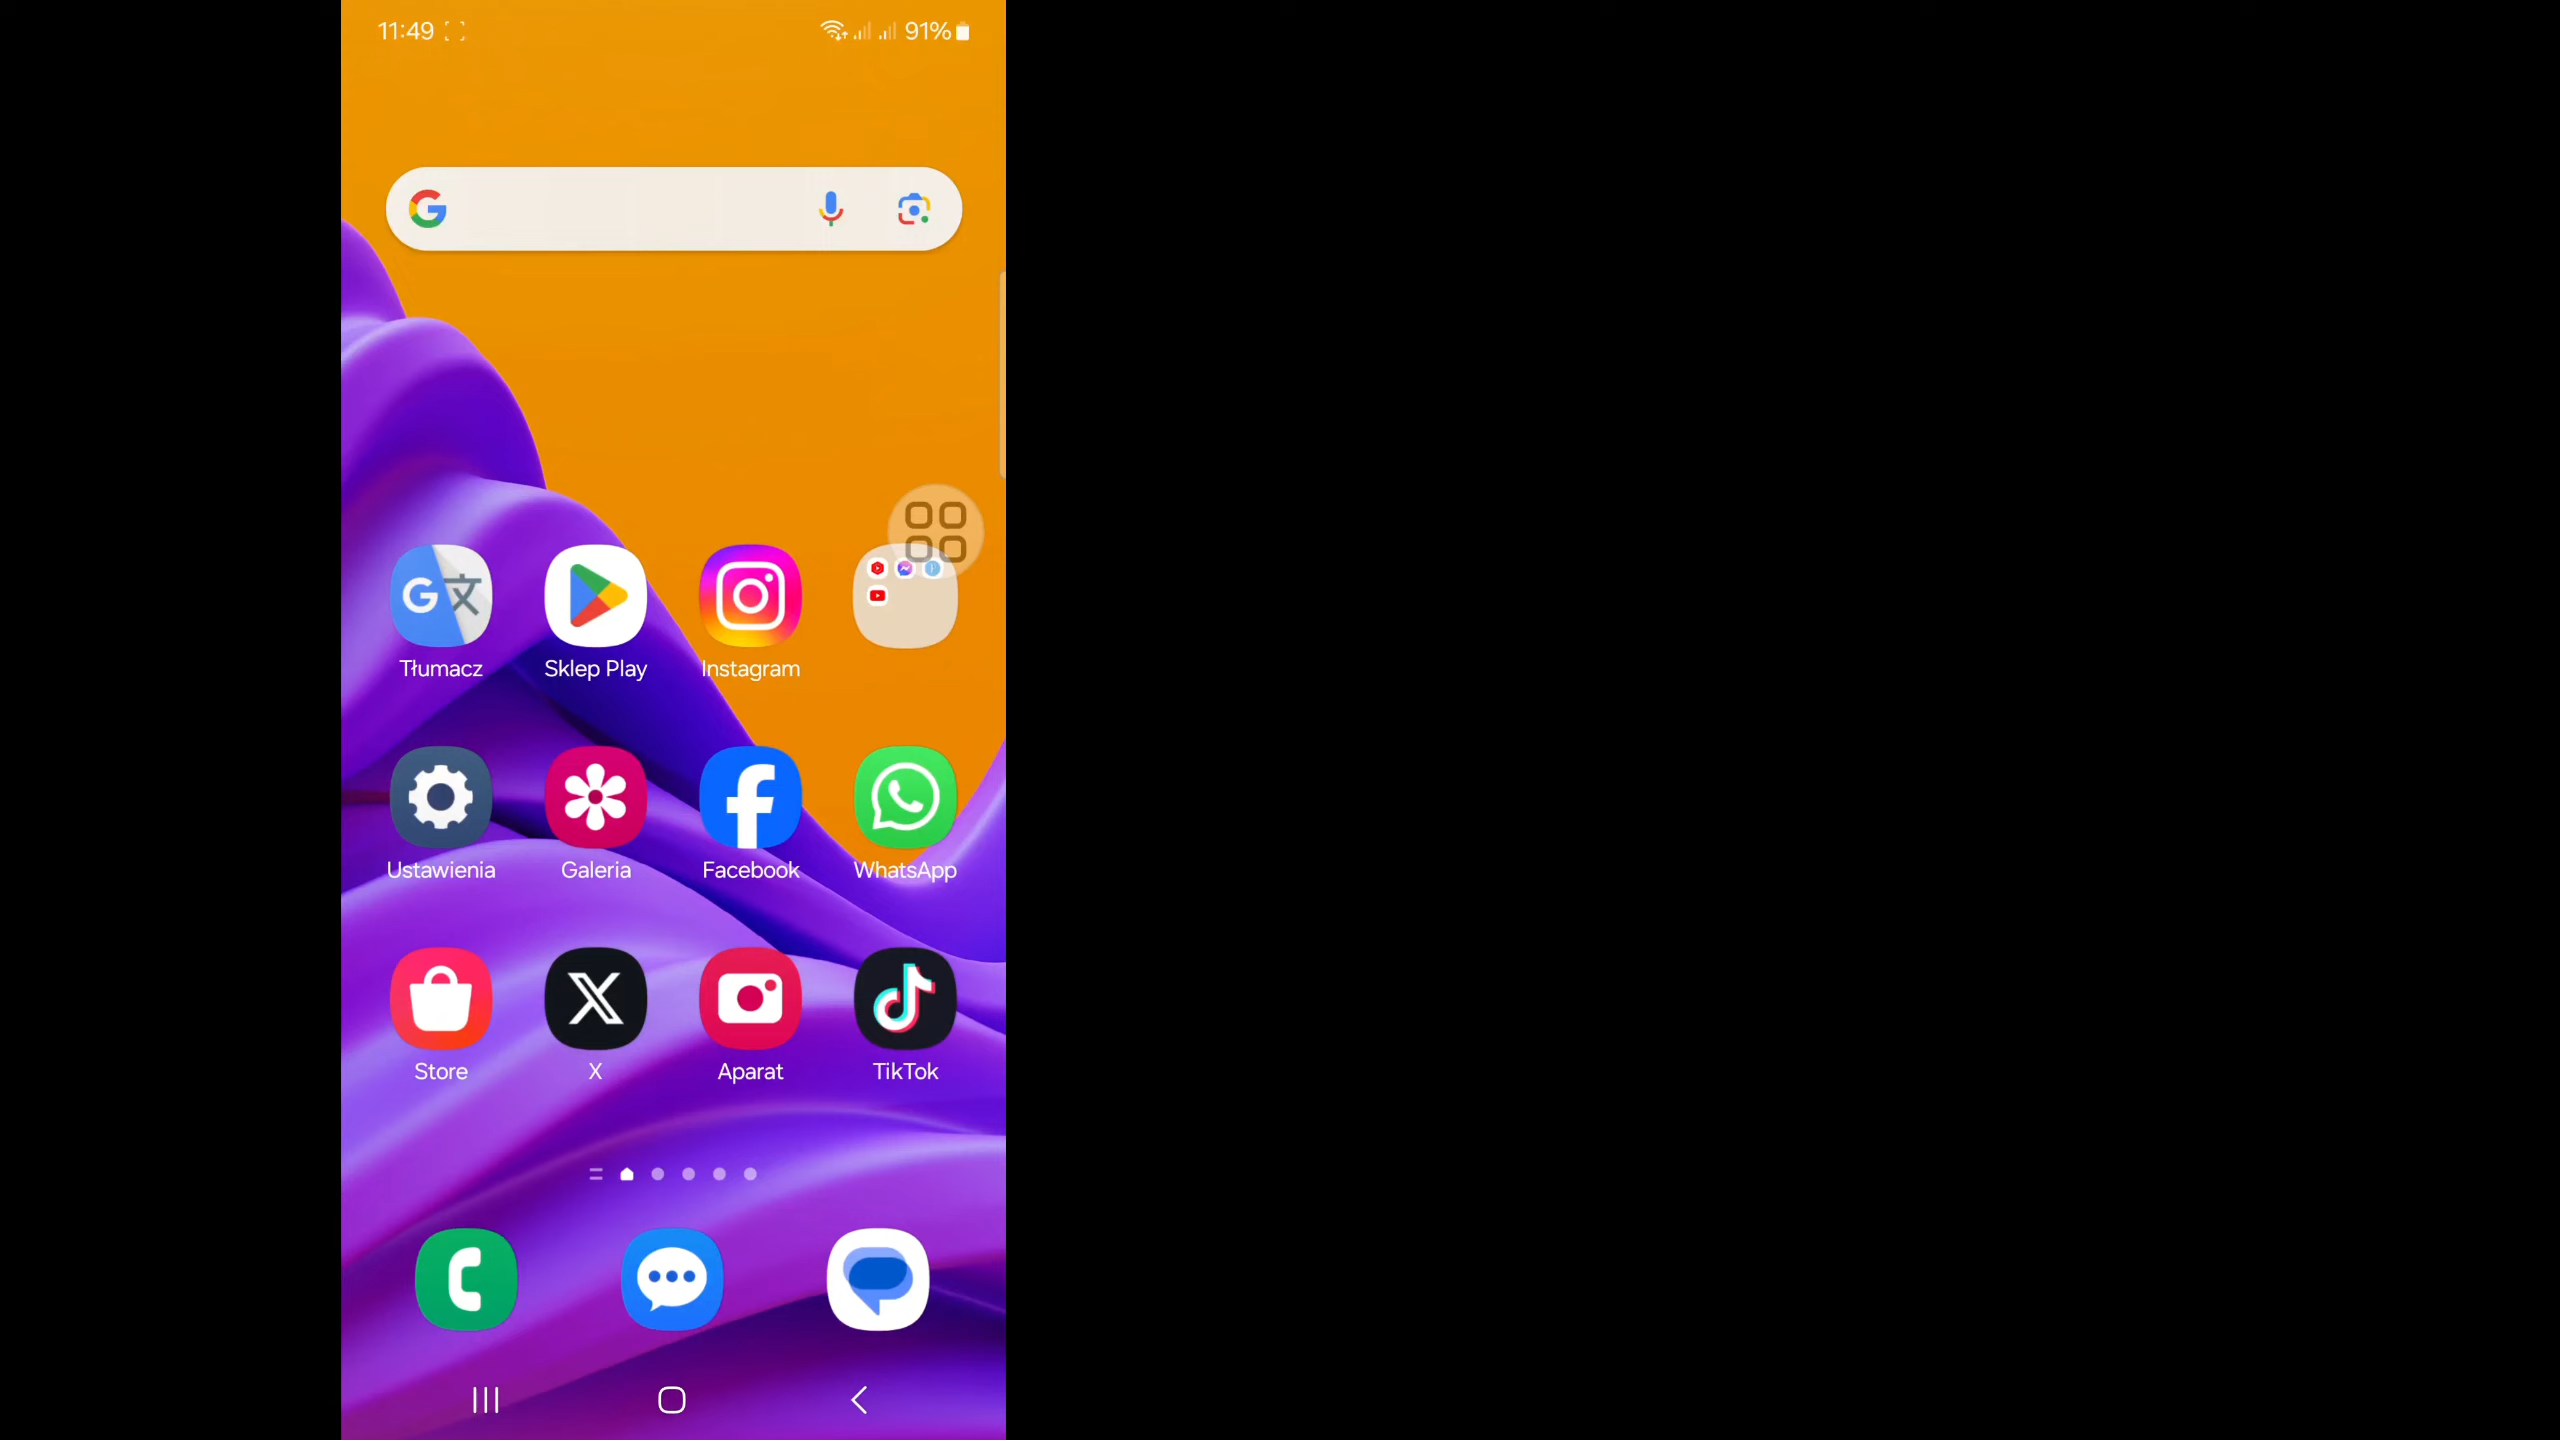 11:49 91%
Tłumacz Sklep Play Instagram
Ustawienia Galeria Facebook WhatsApp
Store X Aparat TikTok